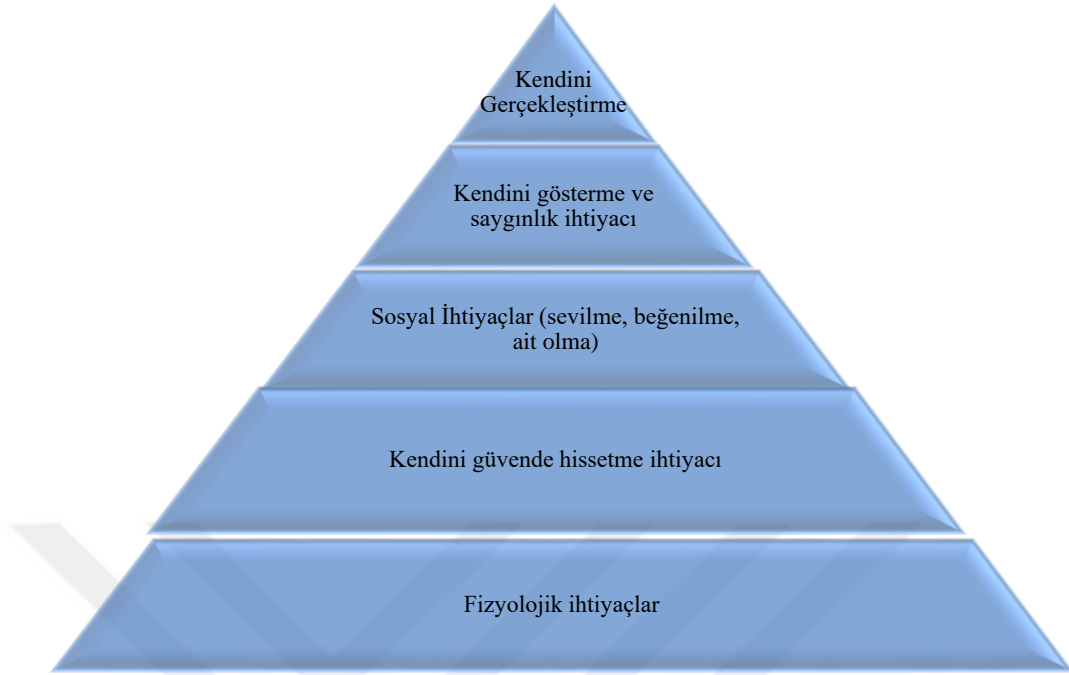 Kendini
Gerçekleştirme
Kendini gösterme ve
saygınlık ihtiyacı
Sosyal İhtiyaçlar (sevilme, beğenilme,
ait olma)
Kendini güvende hissetme ihtiyacı
Fizyolojik ihtiyaçlar